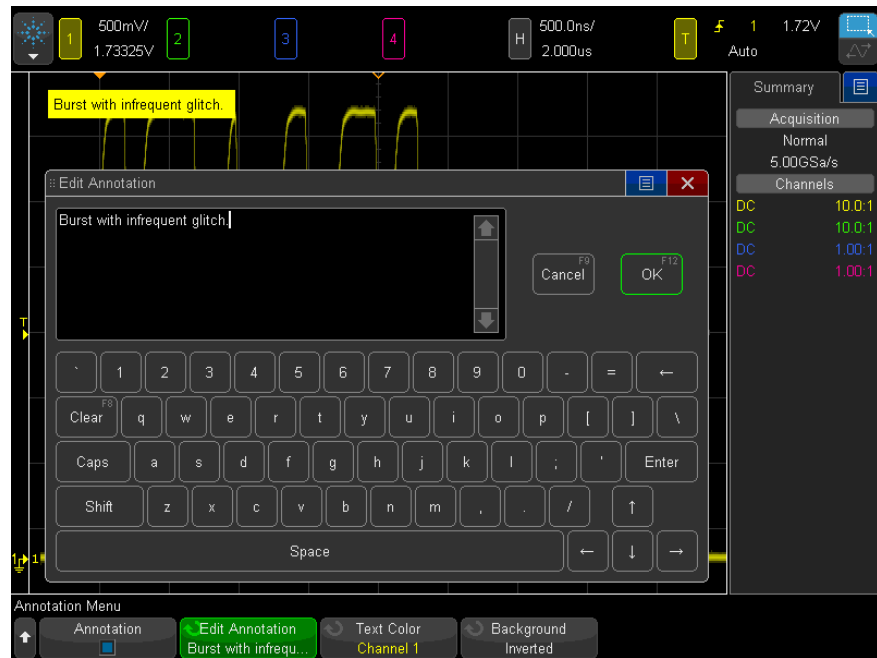 1
500mV/
1.73325V
2
3
4
H
500.0ns/
2.000us
T
1
1.72V
Auto
Burst with infrequent glitch.
Summary
Acquisition
Normal
5.00GSa/s
Channels
DC 10.0:1
DC 10.0:1
DC 1.00:1
DC 1.00:1
Edit Annotation
Burst with infrequent glitch.
Cancel F9
OK F12
` 1 2 3 4 5 6 7 8 9 0 - = ←
Clear F8 q w e r t y u i o p [ ] \
Caps a s d f g h j k l ; ' Enter
Shift z x c v b n m , . / ↑
Space ← ↓ →
T
1 1
Annotation Menu
Annotation
Edit Annotation
Burst with infrequ...
Text Color
Channel 1
Background
Inverted